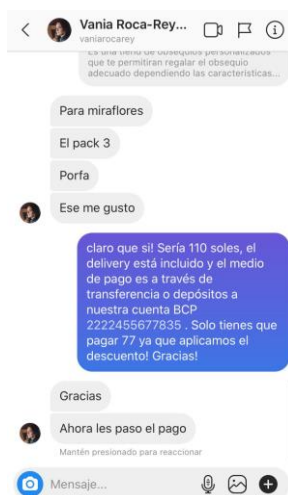 Vania Roca-Rey...
vaniarocarey
Es una tienda de obsequios personalizados
que te permitiran regalar el obsequio
adecuado dependiendo las caracteristicas...
Para miraflores
El pack 3
Porfa
Ese me gusto
claro que si! Sería 110 soles, el
delivery está incluido y el medio
de pago es a través de
transferencia o depósitos a
nuestra cuenta BCP
2222455677835 . Solo tienes que
pagar 77 ya que aplicamos el
descuento! Gracias!
Gracias
Ahora les paso el pago
Mantén presionado para reaccionar
Mensaje...